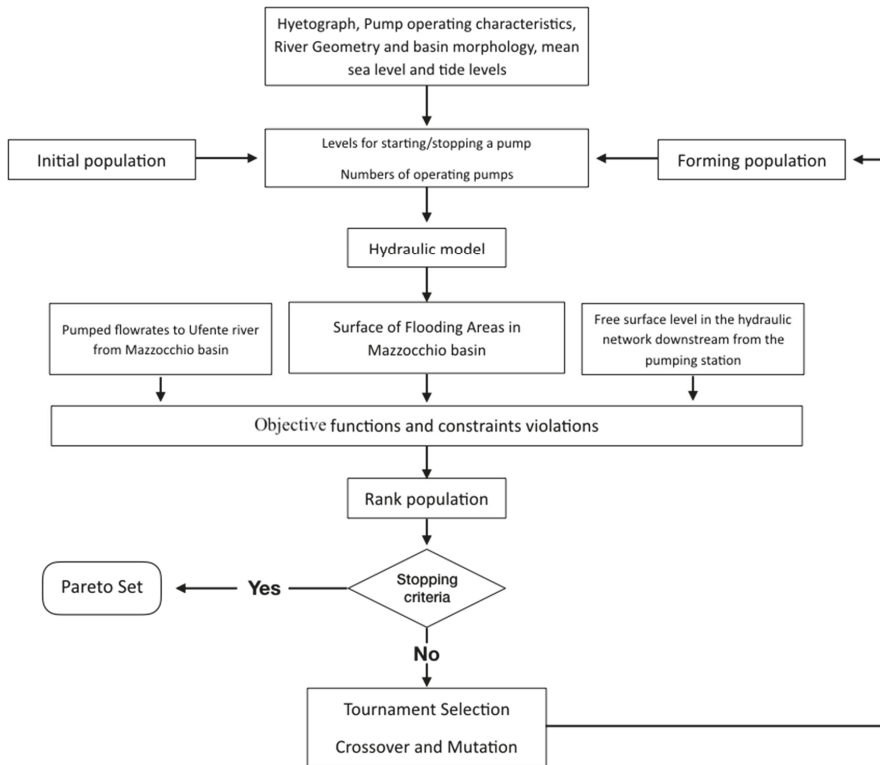 Hyetograph, Pump operating characteristics,
River Geometry and basin morphology, mean
sea level and tide levels
Initial population
Levels for starting/stopping a pump
Numbers of operating pumps
Forming population
Hydraulic model
Pumped flowrates to Ufente river
from Mazzocchio basin
Surface of Flooding Areas in
Mazzocchio basin
Free surface level in the hydraulic
network downstream from the
pumping station
Objective functions and constraints violations
Rank population
Pareto Set
Yes
Stopping
criteria
No
Tournament Selection
Crossover and Mutation